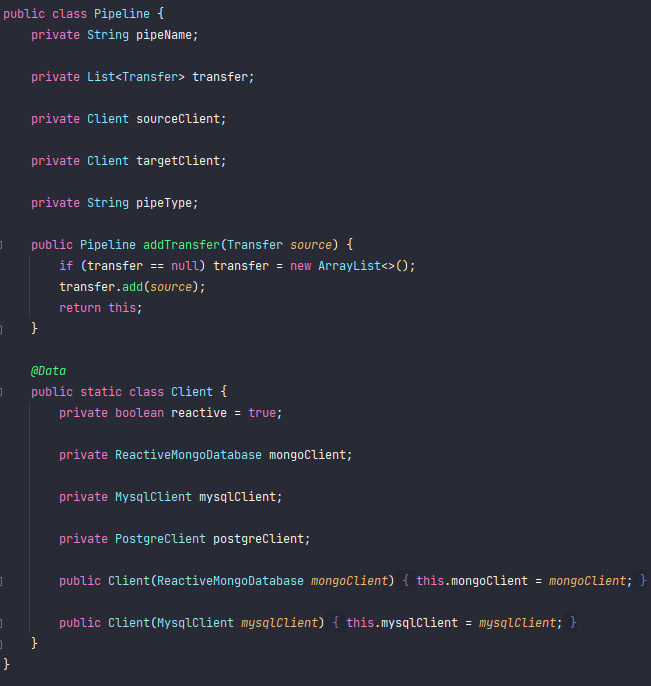 public class Pipeline {
    private String pipeName;
    private List<Transfer> transfer;
    private Client sourceClient;
    private Client targetClient;
    private String pipeType;
    public Pipeline addTransfer(Transfer source) {
        if (transfer == null) transfer = new ArrayList<>();
        transfer.add(source);
        return this;
    }
    @Data
    public static class Client {
        private boolean reactive = true;
        private ReactiveMongoDatabase mongoClient;
        private MysqlClient mysqlClient;
        private PostgreClient postgreClient;
        public Client(ReactiveMongoDatabase mongoClient) { this.mongoClient = mongoClient; }
        public Client(MysqlClient mysqlClient) { this.mysqlClient = mysqlClient; }
    }
}